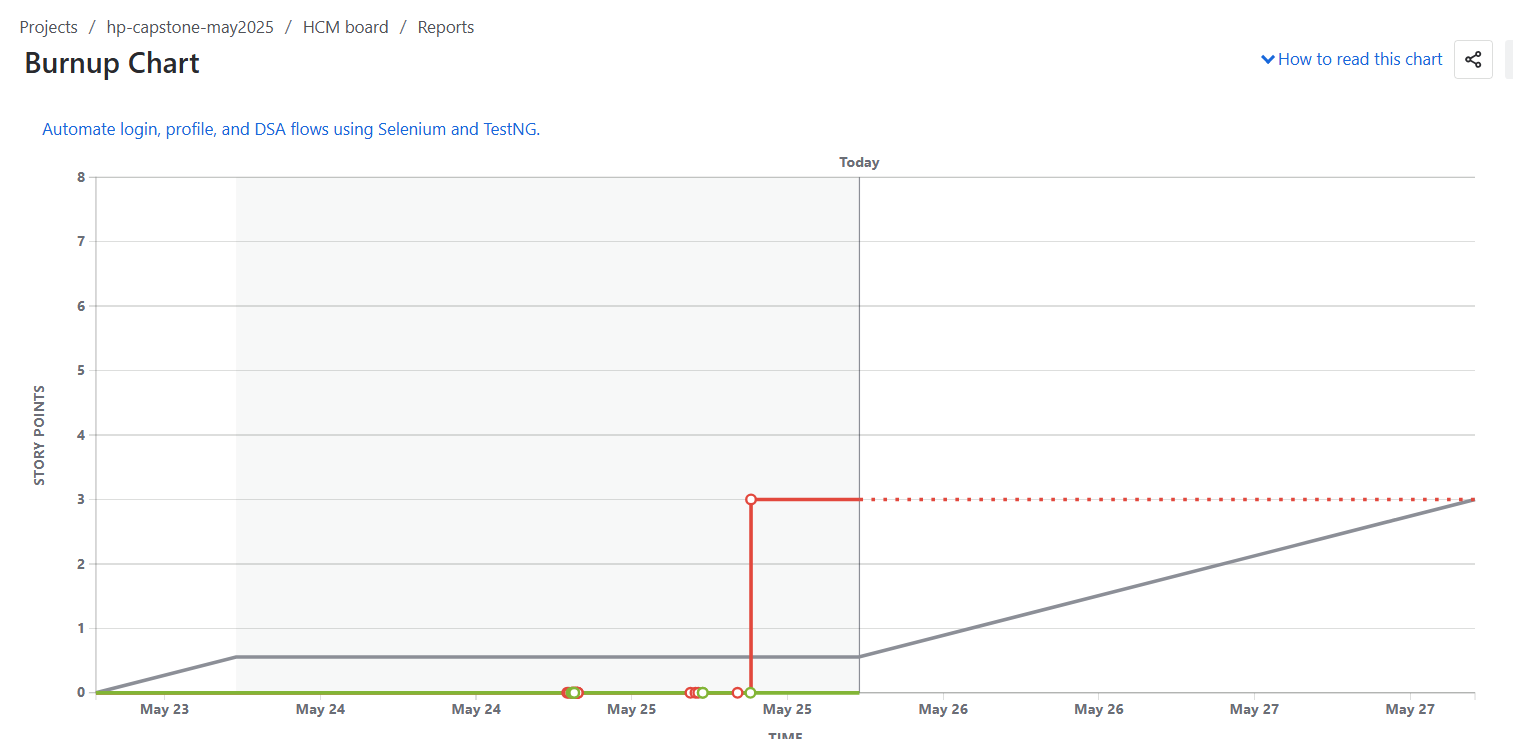 Projects / hp-capstone-may2025 / HCM board / Reports
Burnup Chart
How to read this chart
Automate login, profile, and DSA flows using Selenium and TestNG.
Today
8
7
6
5
4
3
2
1
0
STORY POINTS
May 23 May 24 May 24 May 25 May 25 May 26 May 26 May 27 May 27
TIME